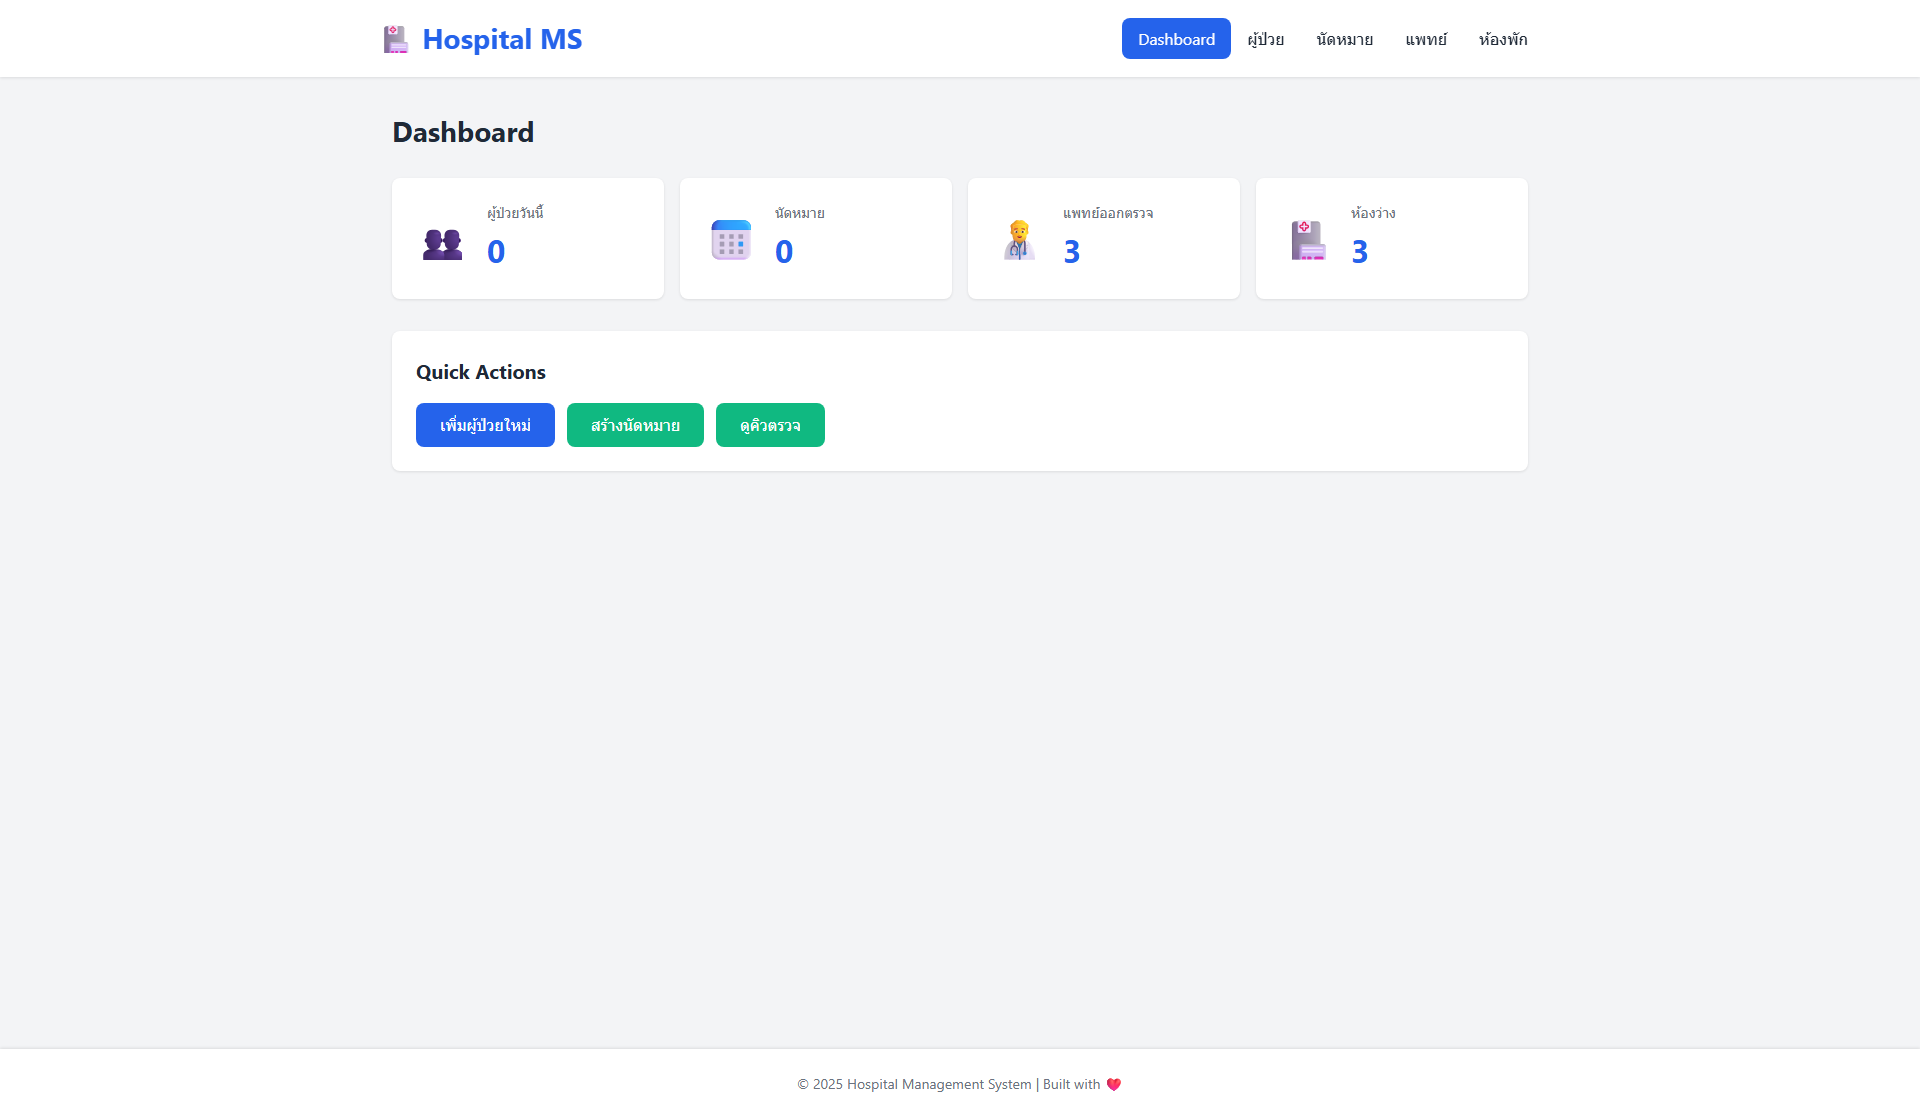 Hospital MS
Dashboard
ผู้ป่วย
นัดหมาย
แพทย์
ห้องพัก
Dashboard
ผู้ป่วยวันนี้
0
นัดหมาย
0
แพทย์ออกตรวจ
3
ห้องว่าง
3
Quick Actions
เพิ่มผู้ป่วยใหม่
สร้างนัดหมาย
ดูคิวตรวจ
© 2025 Hospital Management System | Built with ❤️